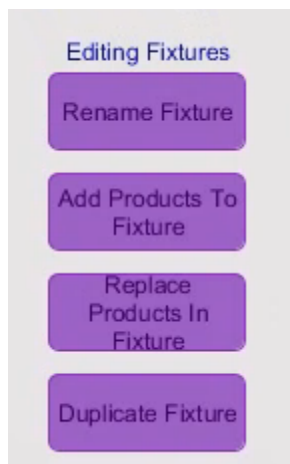 Editing Fixtures
Rename Fixture
Add Products To
Fixture
Replace
Products In
Fixture
Duplicate Fixture